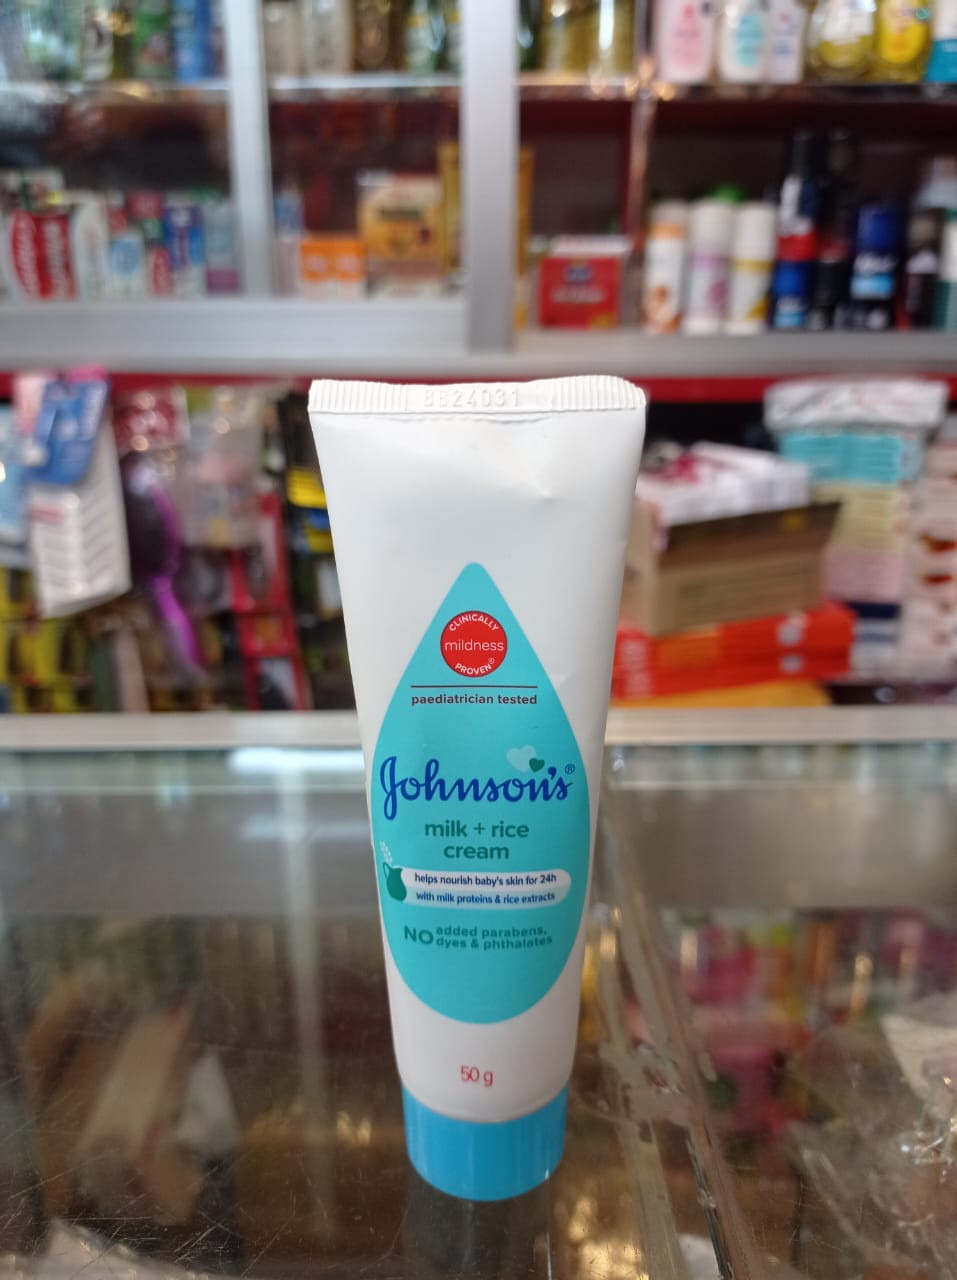 BB24031
CLINICALLY
mildness
PROVEN®
paediatrician tested
Johnson's®
milk + rice
cream
helps nourish baby's skin for 24h
with milk proteins & rice extracts
NO added parabens,
dyes & phthalates
50 g